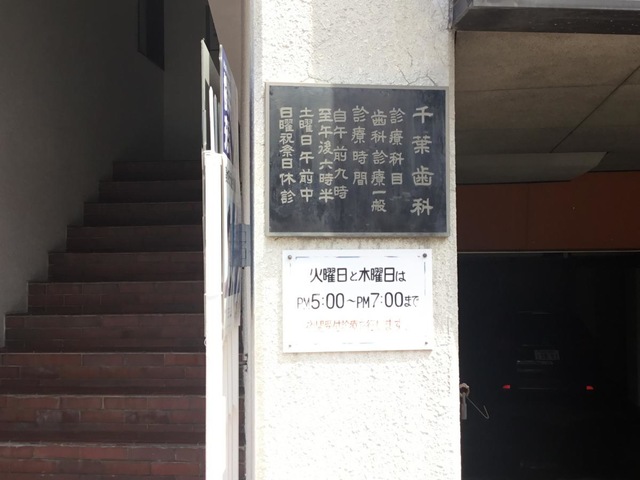 千葉歯科
診療科目
歯科診療一般
診療時間
自午前九時
至午後六時半
土曜日午前中
日曜祝祭日休診
火曜日と木曜日は
PM5:00～PM7:00まで